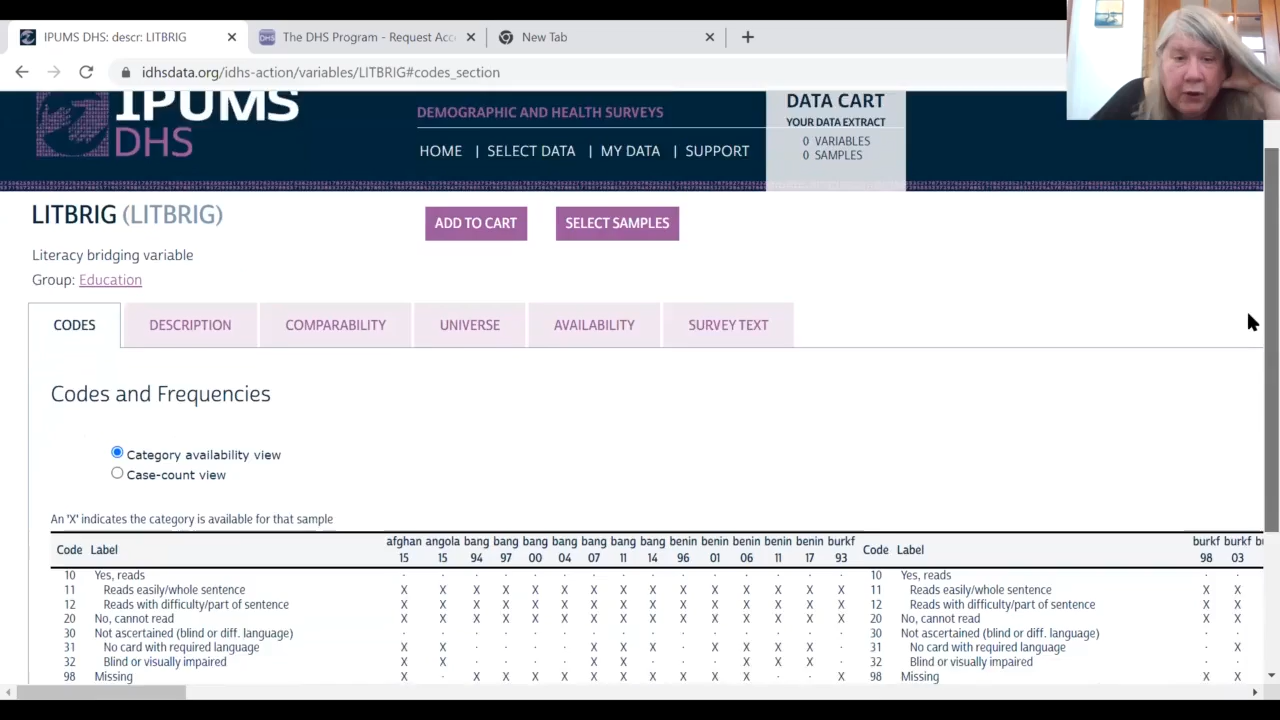 IPUMS DHS: descr: LITBRIG
The DHS Program - Request Acce
New Tab
idhsdata.org/idhs-action/variables/LITBRIG#codes_section
IPUMS
DHS
DEMOGRAPHIC AND HEALTH SURVEYS
HOME | SELECT DATA | MY DATA | SUPPORT
DATA CART
YOUR DATA EXTRACT
0 VARIABLES
0 SAMPLES
LITBRIG (LITBRIG)
ADD TO CART
SELECT SAMPLES
Literacy bridging variable
Group: Education
CODES
DESCRIPTION
COMPARABILITY
UNIVERSE
AVAILABILITY
SURVEY TEXT
Codes and Frequencies
Category availability view
Case-count view
An 'X' indicates the category is available for that sample
afghan angola bang bang bang bang bang bang bang benin benin benin benin benin burkf burkf burkf
Code Label 15 15 94 97 00 04 07 11 14 96 01 06 11 17 93 Code Label 98 03
10 Yes, reads · · · · · · · · · · · · · · · 10 Yes, reads · ·
11 Reads easily/whole sentence X X X X X X X X X X X X X X X 11 Reads easily/whole sentence X X
12 Reads with difficulty/part of sentence X X X X X X X X X X X X X X X 12 Reads with difficulty/part of sentence X X
20 No, cannot read X X X X X X X X X X X X X X X 20 No, cannot read X X
30 Not ascertained (blind or diff. language) · · · · · · · · · · · · · · · 30 Not ascertained (blind or diff. language) · ·
31 No card with required language X X · · · · X X X · X X X X · 31 No card with required language · X
32 Blind or visually impaired X X · · · · X X · · · X X X · 32 Blind or visually impaired · ·
98 Missing X · X X X X X X X X X X · · X 98 Missing X X